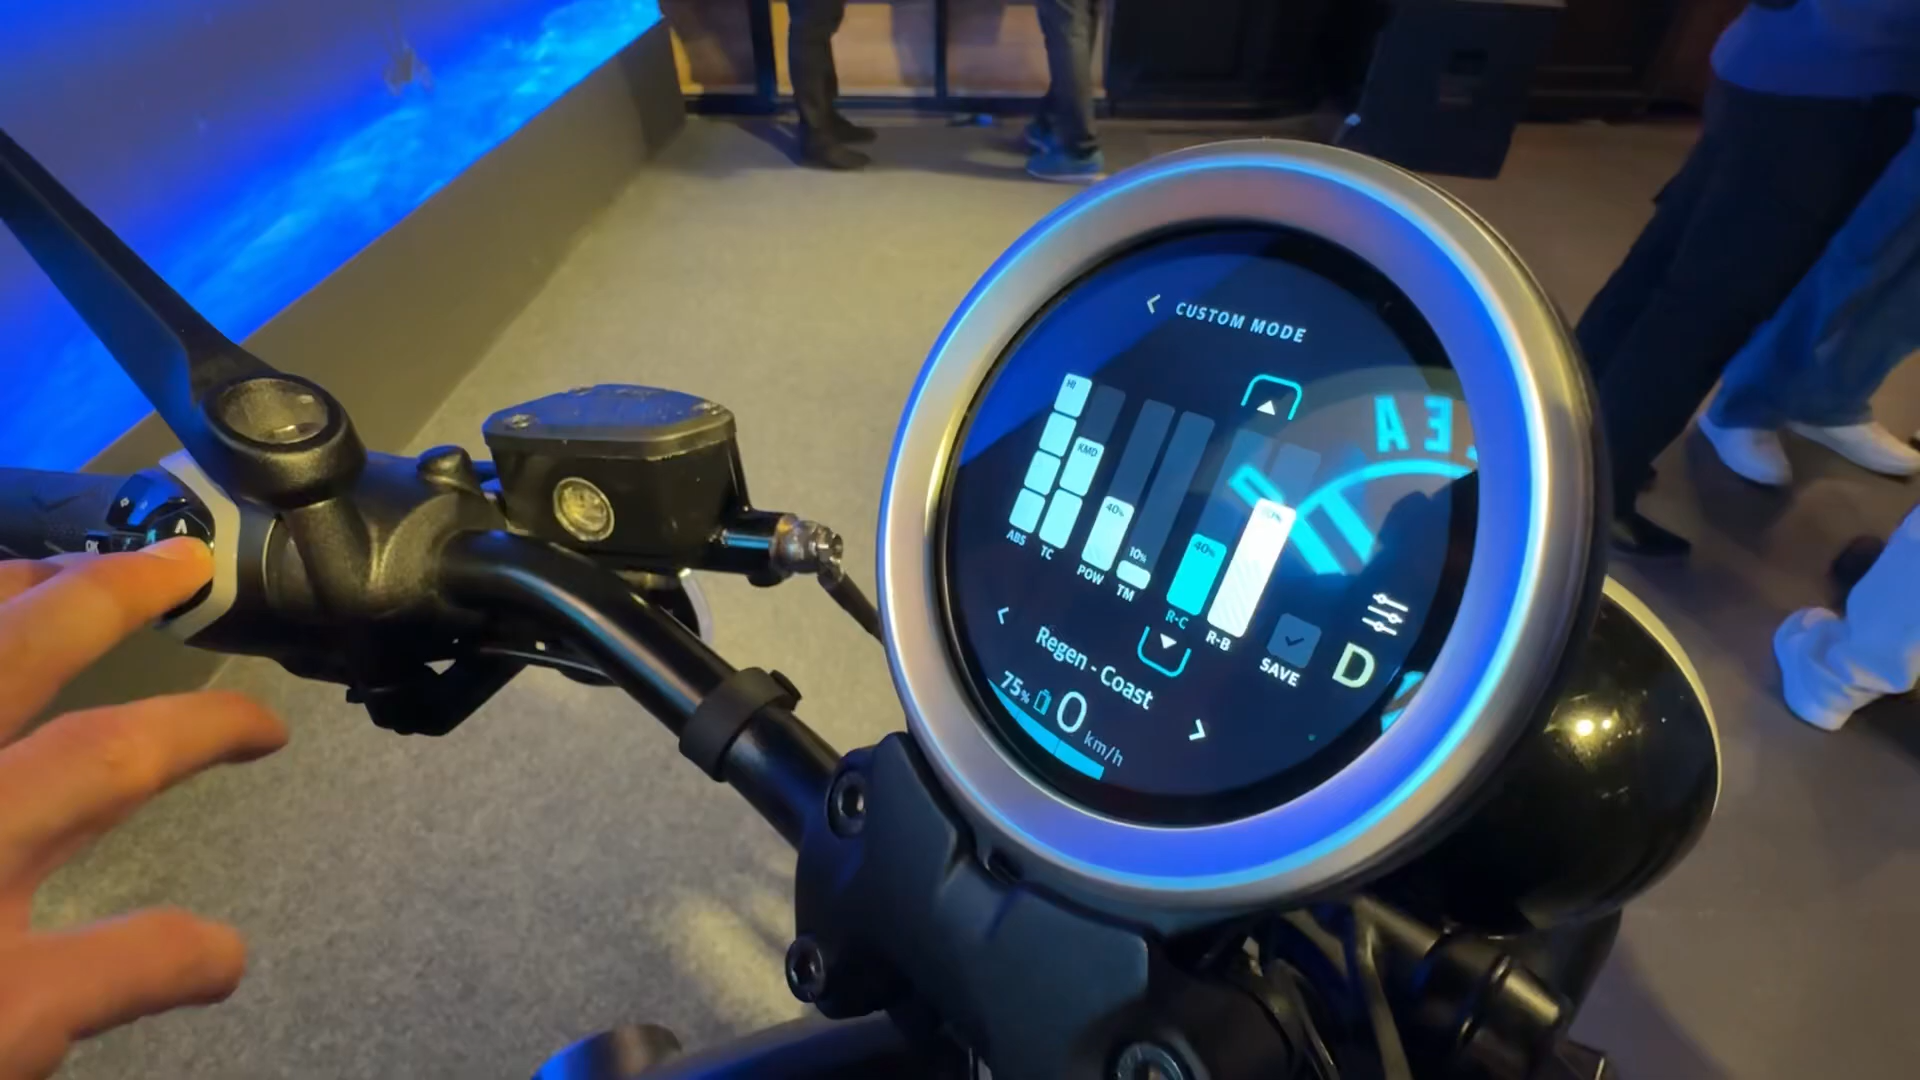 CUSTOM MODE
HI
KMD
40%
10%
40%
ABS
TC
POW
TM
R-C
R-B
SAVE
D
Regen - Coast
75%
0 km/h
OK